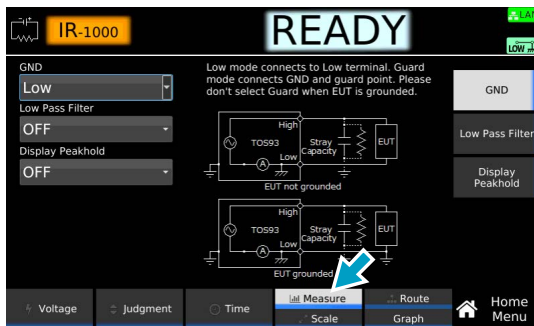 IR-1000
READY
LAN
LOW
GND
Low
Low Pass Filter
OFF
Display Peakhold
OFF
Low mode connects to Low terminal. Guard
mode connects GND and guard point. Please
don't select Guard when EUT is grounded.
High
TOS93
Stray
Capacity
EUT
A
Low
EUT not grounded
High
TOS93
Stray
Capacity
EUT
A
Low
EUT grounded
GND
Low Pass Filter
Display
Peakhold
Voltage
Judgment
Time
Measure
Scale
Route
Graph
Home
Menu